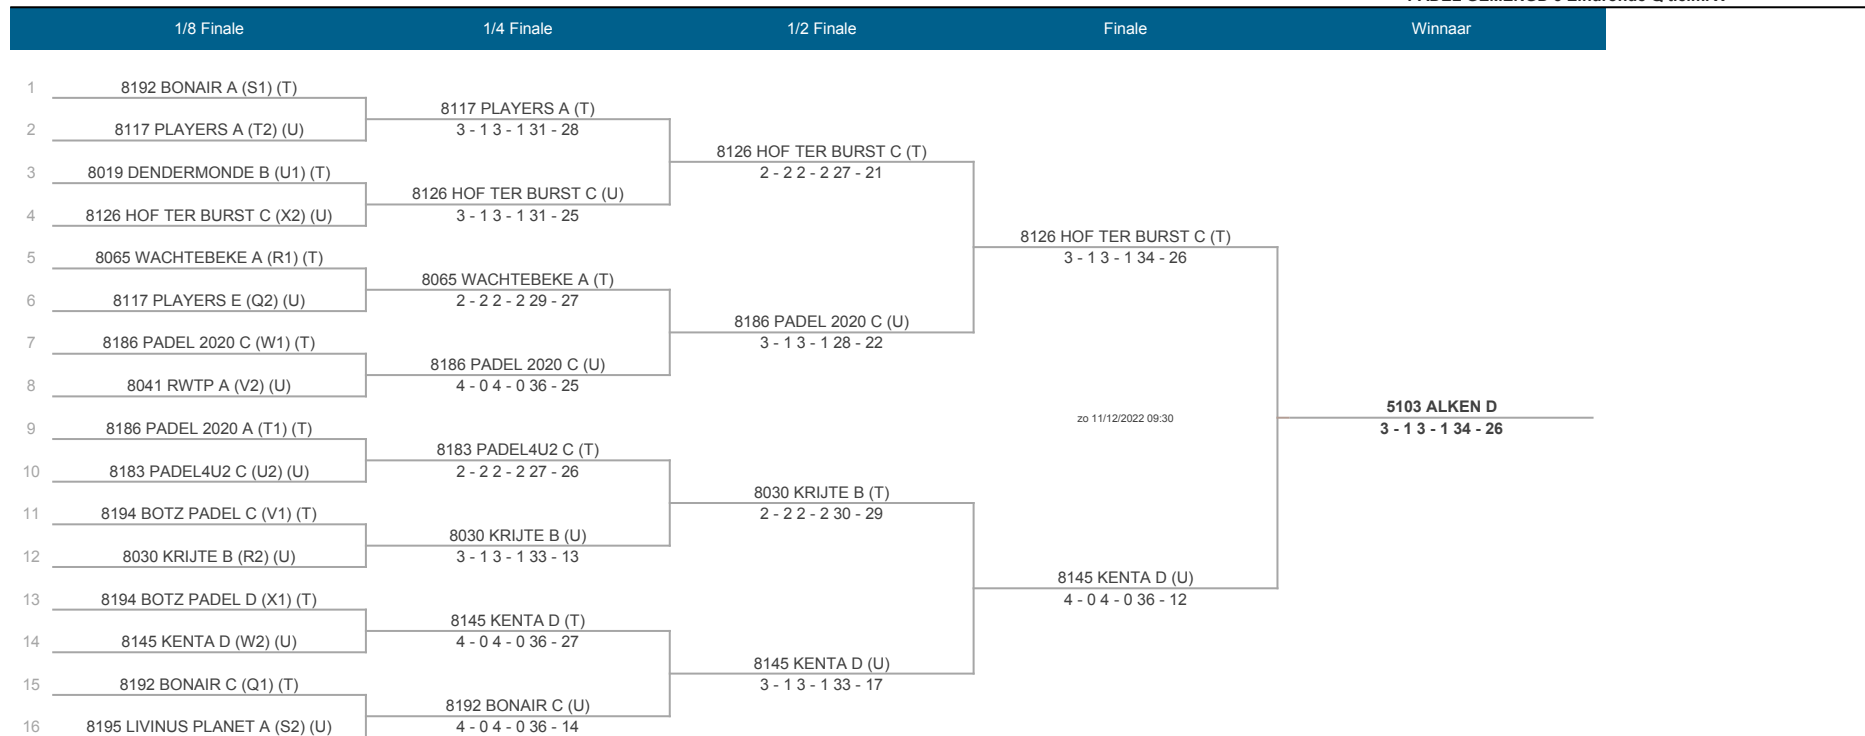 1/8 Finale 1/4 Finale 1/2 Finale Finale Winnaar
1 8192 BONAIR A (S1) (T)
8117 PLAYERS A (T)
2 8117 PLAYERS A (T2) (U)
3 - 1 3 - 1 31 - 28
8126 HOF TER BURST C (T)
3 8019 DENDERMONDE B (U1) (T)
2 - 2 2 - 2 27 - 21
8126 HOF TER BURST C (U)
4 8126 HOF TER BURST C (X2) (U)
3 - 1 3 - 1 31 - 25
8126 HOF TER BURST C (T)
5 8065 WACHTEBEKE A (R1) (T)
3 - 1 3 - 1 34 - 26
8065 WACHTEBEKE A (T)
6 8117 PLAYERS E (Q2) (U)
2 - 2 2 - 2 29 - 27
8186 PADEL 2020 C (U)
7 8186 PADEL 2020 C (W1) (T)
3 - 1 3 - 1 28 - 22
8186 PADEL 2020 C (U)
8 8041 RWTP A (V2) (U)
4 - 0 4 - 0 36 - 25
5103 ALKEN D
zo 11/12/2022 09:30
9 8186 PADEL 2020 A (T1) (T)
3 - 1 3 - 1 34 - 26
8183 PADEL4U2 C (T)
10 8183 PADEL4U2 C (U2) (U)
2 - 2 2 - 2 27 - 26
8030 KRIJTE B (T)
11 8194 BOTZ PADEL C (V1) (T)
2 - 2 2 - 2 30 - 29
8030 KRIJTE B (U)
12 8030 KRIJTE B (R2) (U)
3 - 1 3 - 1 33 - 13
8145 KENTA D (U)
13 8194 BOTZ PADEL D (X1) (T)
4 - 0 4 - 0 36 - 12
8145 KENTA D (T)
14 8145 KENTA D (W2) (U)
4 - 0 4 - 0 36 - 27
8145 KENTA D (U)
15 8192 BONAIR C (Q1) (T)
3 - 1 3 - 1 33 - 17
8192 BONAIR C (U)
16 8195 LIVINUS PLANET A (S2) (U)
4 - 0 4 - 0 36 - 14